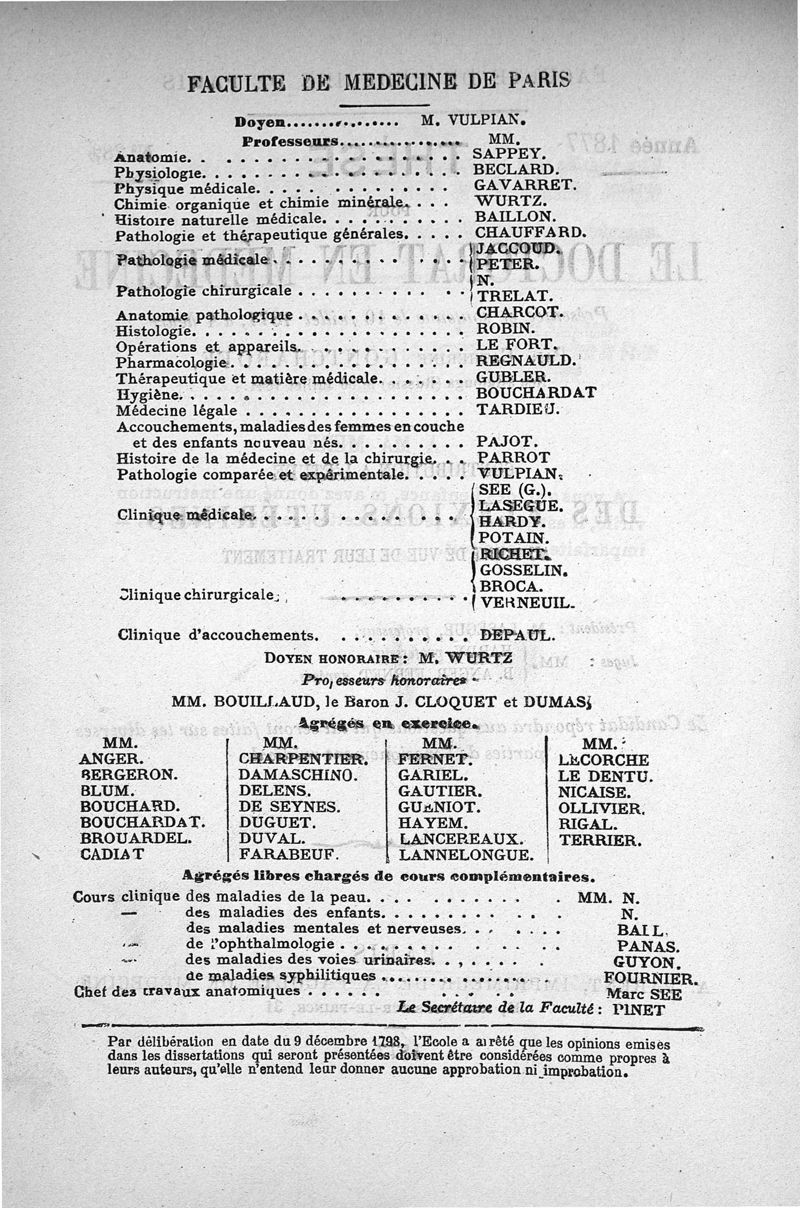 FACULTE DE MEDECINE DE PARIS
Doyen.................. M. VULPIAN.
Professeurs.................. MM.
Anatomie. . . . . . . . . . . . . . . . . . SAPPEY.
Physiologie. . . . . . . . . . . . . . . . . BECLARD.
Physique médicale. . . . . . . . . . . . . . GAVARRET.
Chimie organique et chimie minérale. . . . WURTZ.
Histoire naturelle médicale. . . . . . . . . . BAILLON.
Pathologie et thérapeutique générales. . . . . CHAUFFARD.
Pathologie médicale . . . . . . . . . . . . JACCOUD.
PETER.
Pathologie chirurgicale . . . . . . . . . . . N.
TRELAT.
Anatomie pathologique . . . . . . . . . . . CHARCOT.
Histologie. . . . . . . . . . . . . . . . . . ROBIN.
Opérations et appareils. . . . . . . . . . . LE FORT.
Pharmacologie. . . . . . . . . . . . . . . . REGNAULD.
Thérapeutique et matière médicale. . . . . . GUBLER.
Hygiène. . . . . . . . . . . . . . . . . . . BOUCHARDAT
Médecine légale . . . . . . . . . . . . . . TARDIEU.
Accouchements, maladies des femmes en couche
et des enfants nouveau nés. . . . . . . . . PAJOT.
Histoire de la médecine et de la chirurgie. . . PARROT
Pathologie comparée et expérimentale. . . . . VULPIAN.
Clinique médicale. . . . . . . . . . . . . SEE (G.).
LASEGUE.
HARDY.
POTAIN.
Clinique chirurgicale. . . . . . . . . . . RICHET.
GOSSELIN.
BROCA.
VERNEUIL.
Clinique d'accouchements. . . . . . . . . . . DEPAUL.
DOYEN HONORAIRE : M. WURTZ
Professeurs honoraires
MM. BOUILLAUD, le Baron J. CLOQUET et DUMAS,
Agrégés en exercice.
MM. MM. MM. MM.
ANGER. CHARPENTIER. FERNET. LECORCHE
BERGERON. DAMASCHINO. GARIEL. LE DENTU.
BLUM. DELENS. GAUTIER. NICAISE.
BOUCHARD. DE SEYNES. GUENIOT. OLLIVIER.
BOUCHARDAT. DUGUET. HAYEM. RIGAL.
BROUARDEL. DUVAL. LANCEREAUX. TERRIER.
CADIAT FARABEUF. LANNELONGUE.
Agrégés libres chargés de cours complémentaires.
Cours clinique des maladies de la peau. . . . . . . . . . . MM. N.
— des maladies des enfants. . . . . . . . . . . N.
des maladies mentales et nerveuses. . . . . . BALL
— de l'ophthalmologie . . . . . . . . . . . PANAS.
— des maladies des voies urinaires. . . . . . . GUYON.
de maladies syphilitiques . . . . . . . . . . . FOURNIER.
Chef des travaux anatomiques . . . . . . . . . . . Marc SEE
Le Secrétaire de la Faculté : PINET
Par délibération en date du 9 décembre 1798, l'Ecole a arrêté que les opinions emises
dans les dissertations qui seront présentées doivent être considérées comme propres à
leurs auteurs, qu'elle n'entend leur donner aucune approbation ni improbation.